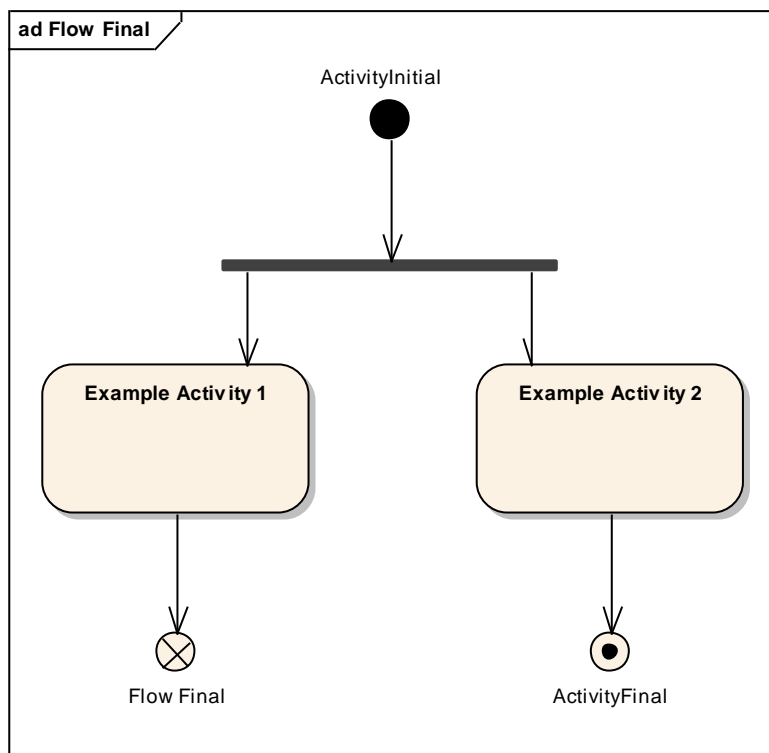 ad Flow Final
ActivityInitial
Example Activity 1
Example Activity 2
Flow Final
ActivityFinal